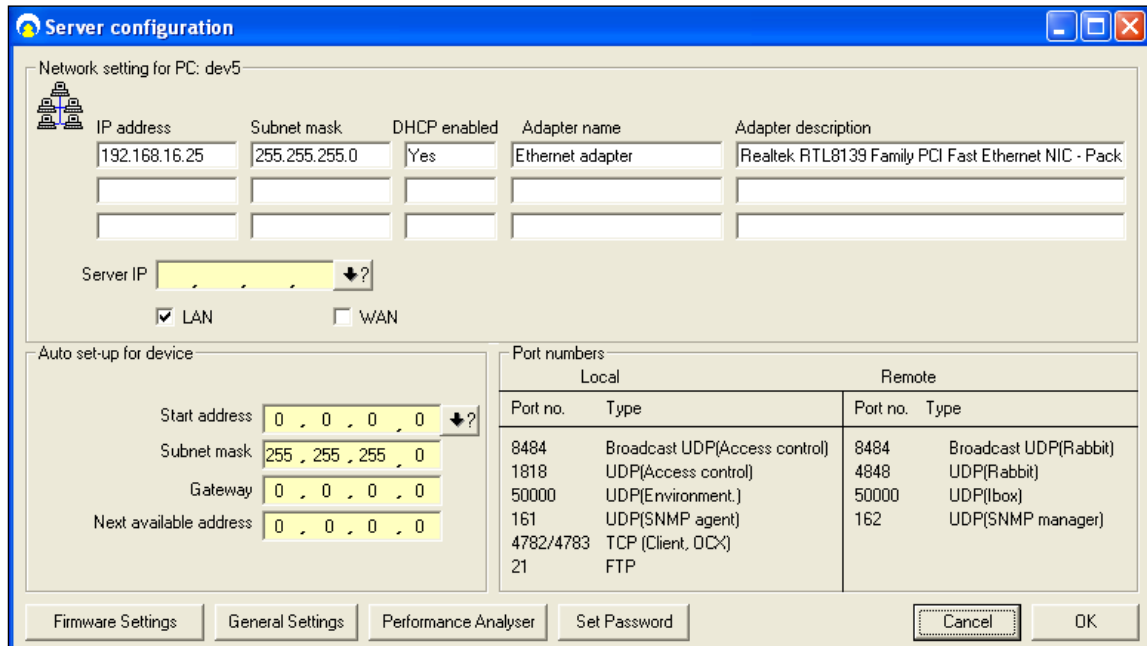 Server configuration
Network setting for PC: dev5
IP address Subnet mask DHCP enabled Adapter name Adapter description
192.168.16.25 255.255.255.0 Yes Ethernet adapter Realtek RTL8139 Family PCI Fast Ethernet NIC - Pack
Server IP . . . ?
LAN WAN
Auto set-up for device
Start address 0 . 0 . 0 . 0 ?
Subnet mask 255 . 255 . 255 . 0
Gateway 0 . 0 . 0 . 0
Next available address 0 . 0 . 0 . 0
Port numbers
Local Remote
Port no. Type Port no. Type
8484 Broadcast UDP(Access control) 8484 Broadcast UDP(Rabbit)
1818 UDP(Access control) 4848 UDP(Rabbit)
50000 UDP(Environment.) 50000 UDP(Ibox)
161 UDP(SNMP agent) 162 UDP(SNMP manager)
4782/4783 TCP (Client, OCX)
21 FTP
Firmware Settings General Settings Performance Analyser Set Password Cancel OK